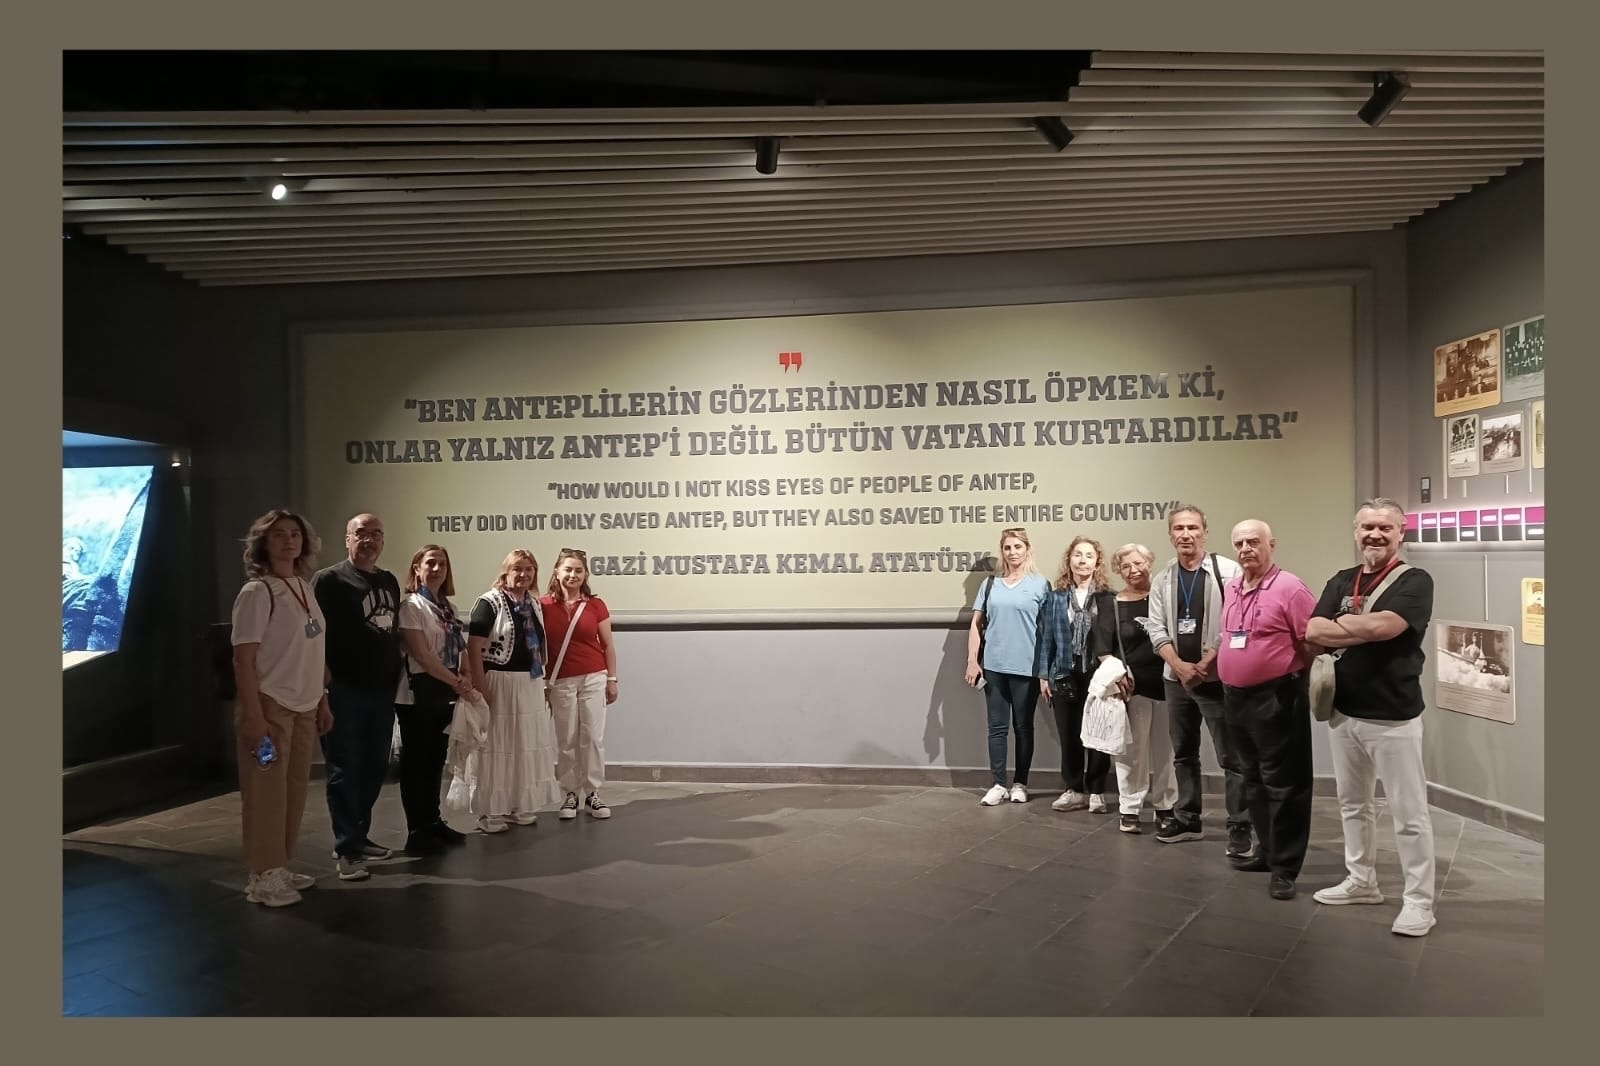 "BEN ANTEPLİLERİN GÖZLERİNDEN NASIL ÖPMEM Kİ,
ONLAR YALNIZ ANTEP'İ DEĞİL BÜTÜN VATANI KURTARDILAR"
"HOW WOULD I NOT KISS EYES OF PEOPLE OF ANTEP,
THEY DID NOT ONLY SAVED ANTEP, BUT THEY ALSO SAVED THE ENTIRE COUNTRY"
GAZİ MUSTAFA KEMAL ATATÜRK